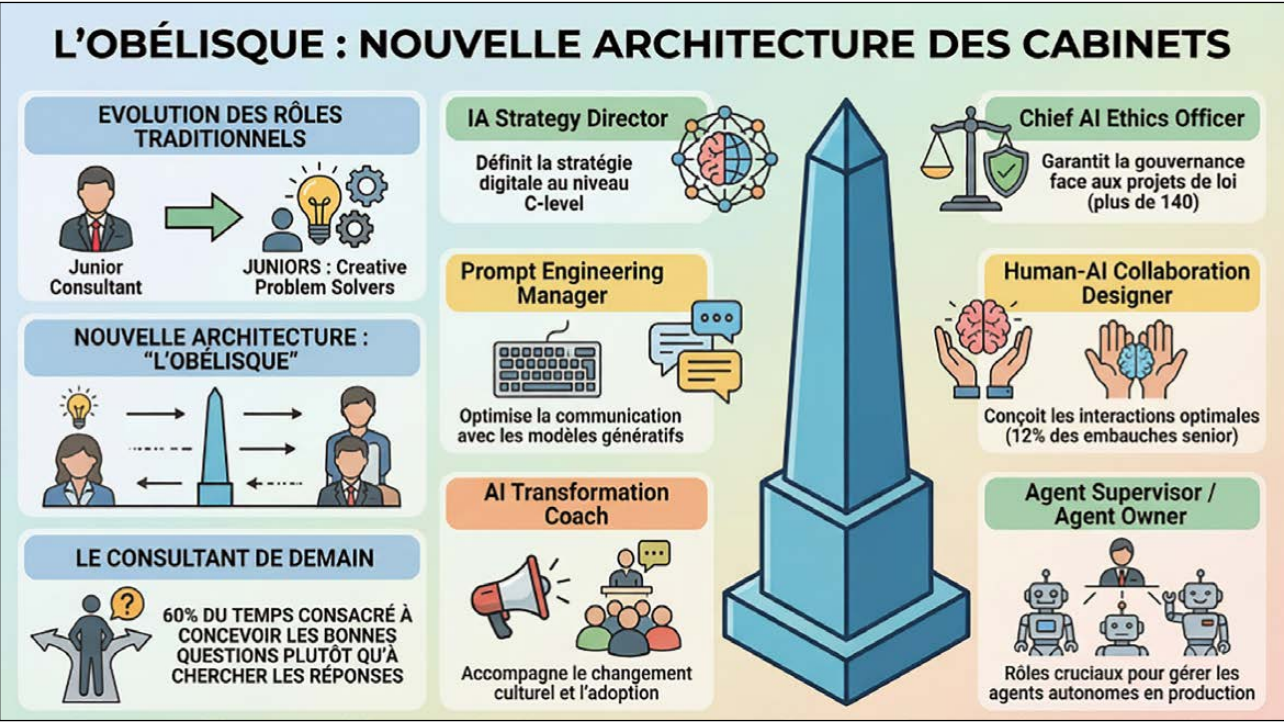 L'OBÉLISQUE : NOUVELLE ARCHITECTURE DES CABINETS
EVOLUTION DES RÔLES
TRADITIONNELS
Junior
Consultant
JUNIORS : Creative
Problem Solvers
NOUVELLE ARCHITECTURE :
“L'OBÉLISQUE”
LE CONSULTANT DE DEMAIN
?
60% DU TEMPS CONSACRÉ À
CONCEVOIR LES BONNES
QUESTIONS PLUTÔT QU'À
CHERCHER LES RÉPONSES
IA Strategy Director
Définit la stratégie
digitale au niveau
C-level
Prompt Engineering
Manager
Optimise la communication
avec les modèles génératifs
AI Transformation
Coach
Accompagne le changement
culturel et l'adoption
Chief AI Ethics Officer
Garantit la gouvernance
face aux projets de loi
(plus de 140)
Human-AI Collaboration
Designer
Conçoit les interactions optimales
(12% des embauches senior)
Agent Supervisor /
Agent Owner
Rôles cruciaux pour gérer les
agents autonomes en production